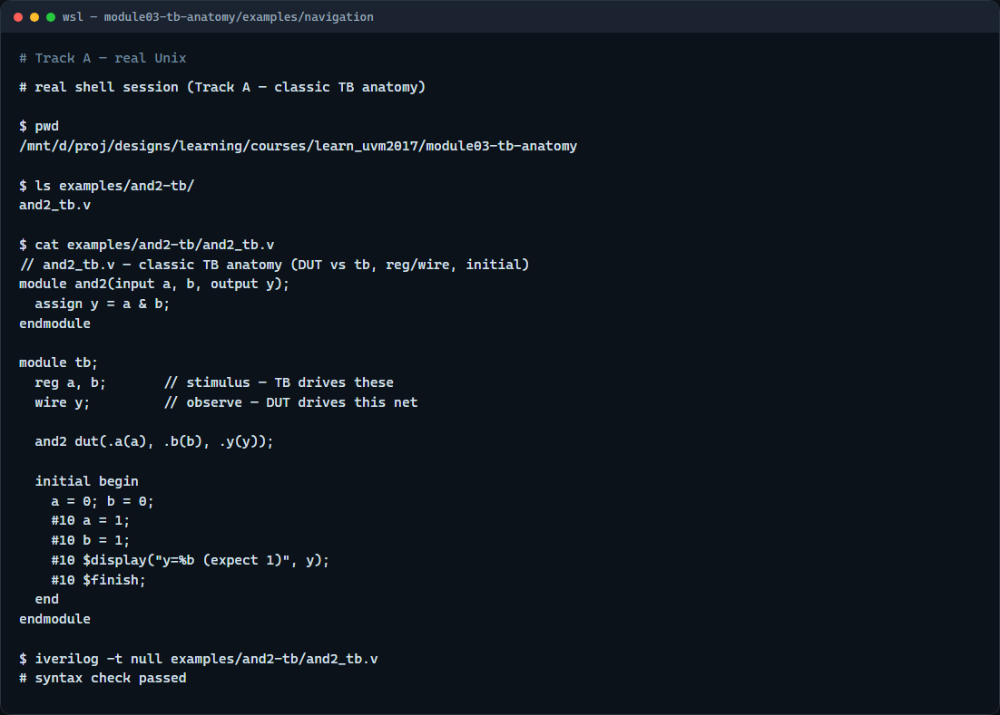 wsl — module03-tb-anatomy/examples/navigation
# Track A — real Unix
# real shell session (Track A — classic TB anatomy)
$ pwd
/mnt/d/proj/designs/learning/courses/learn_uvm2017/module03-tb-anatomy
$ ls examples/and2-tb/
and2_tb.v
$ cat examples/and2-tb/and2_tb.v
// and2_tb.v — classic TB anatomy (DUT vs tb, reg/wire, initial)
module and2(input a, b, output y);
  assign y = a & b;
endmodule
module tb;
  reg a, b;       // stimulus — TB drives these
  wire y;         // observe — DUT drives this net
  and2 dut(.a(a), .b(b), .y(y));
  initial begin
    a = 0; b = 0;
    #10 a = 1;
    #10 b = 1;
    #10 $display("y=%b (expect 1)", y);
    #10 $finish;
  end
endmodule
$ iverilog -t null examples/and2-tb/and2_tb.v
# syntax check passed